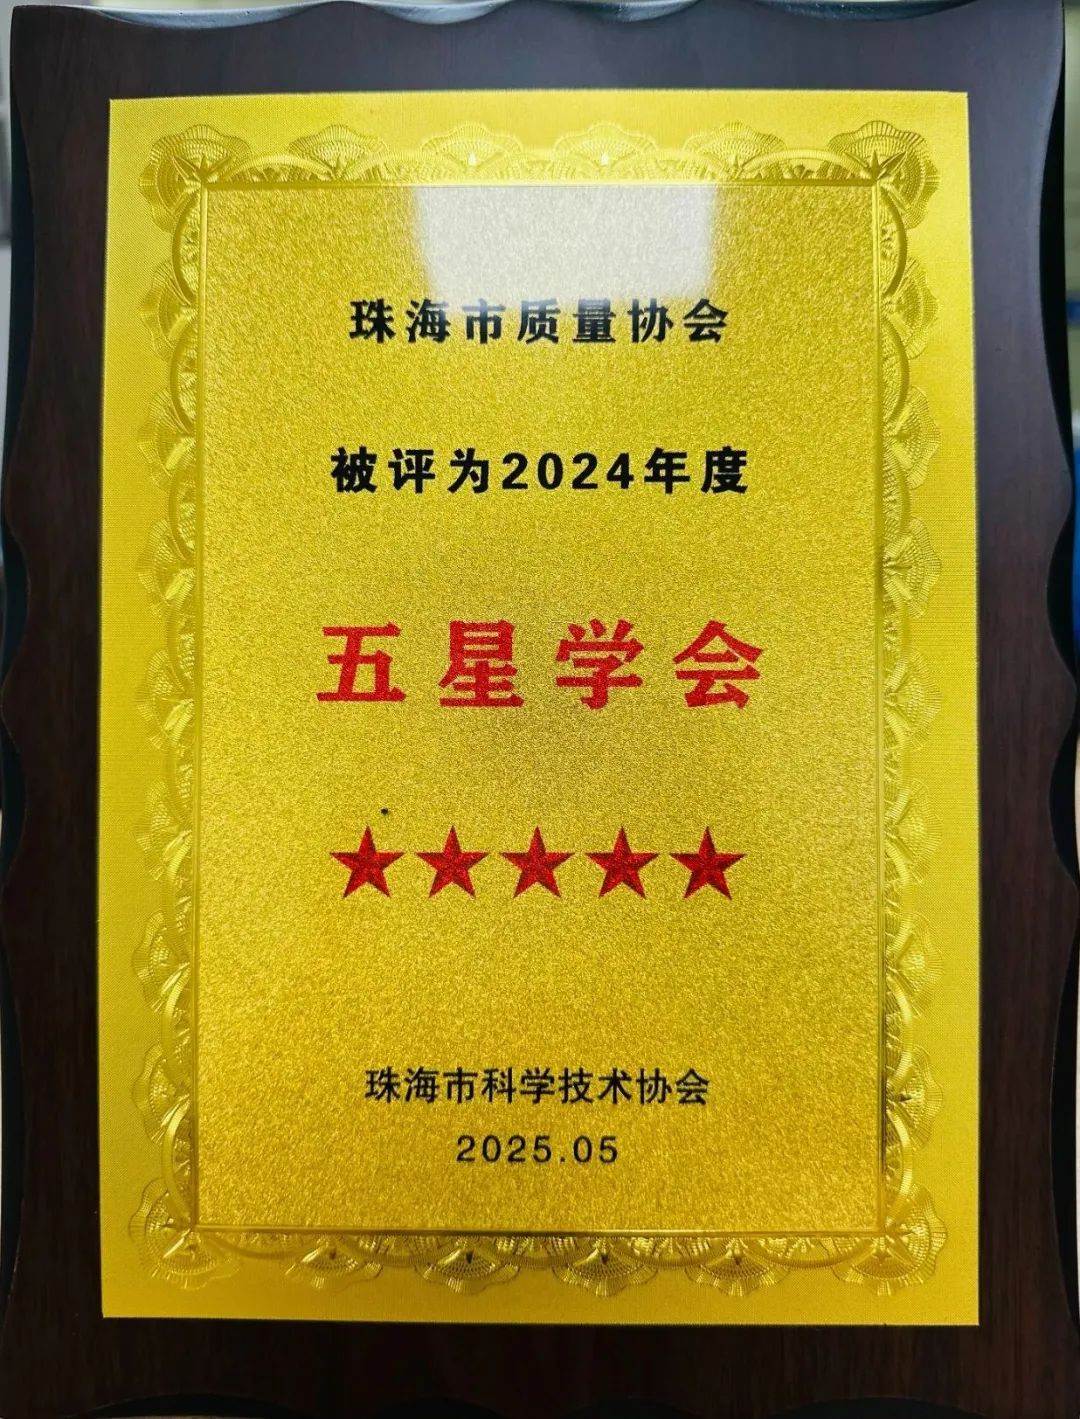 珠海市质量协会
被评为2024年度
五星学会
★★★★★
珠海市科学技术协会
2025.05